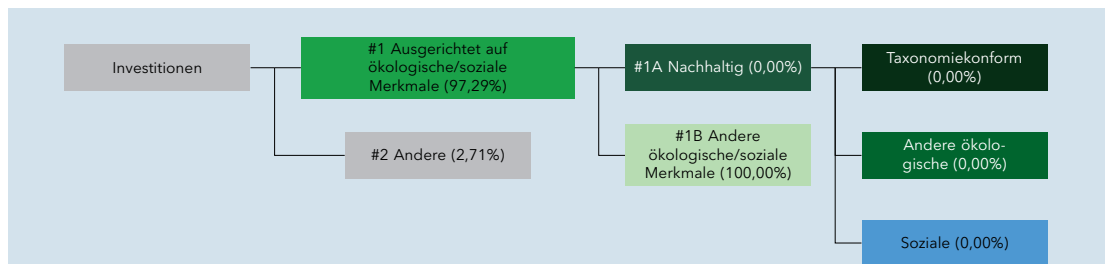 Investitionen
#1 Ausgerichtet auf
ökologische/soziale
Merkmale (97,29%)
#2 Andere (2,71%)
#1A Nachhaltig (0,00%)
#1B Andere
ökologische/soziale
Merkmale (100,00%)
Taxonomiekonform
(0,00%)
Andere ökolo-
gische (0,00%)
Soziale (0,00%)